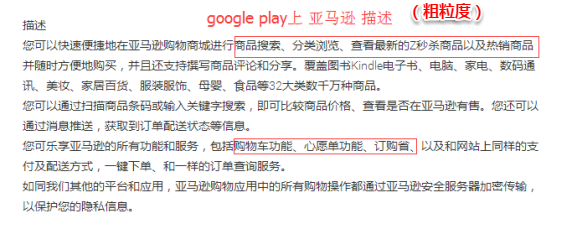 google play上 亚马逊 描述 (粗粒度)
描述
您可以快速便捷地在亚马逊购物商城进行商品搜索、分类浏览、查看最新的Z秒杀商品以及热销商品
并随时方便地购买，并且还支持撰写商品评论和分享。覆盖图书Kindle电子书、电脑、家电、数码通
讯、美妆、家居百货、服装服饰、母婴、食品等32大类数千万种商品。
您可以通过扫描商品条码或输入关键字搜索，即可比较商品价格、查看是否在亚马逊有售。您还可以
通过消息推送，获取到订单配送状态等信息。
您可乐享亚马逊的所有功能和服务，包括购物车功能、心愿单功能、订购省、以及和网站上同样的支
付及配送方式，一键下单、和一样的订单查询服务。
如同我们其他的平台和应用，亚马逊购物应用中的所有购物操作都通过亚马逊安全服务器加密传输，
以保护您的隐私信息。